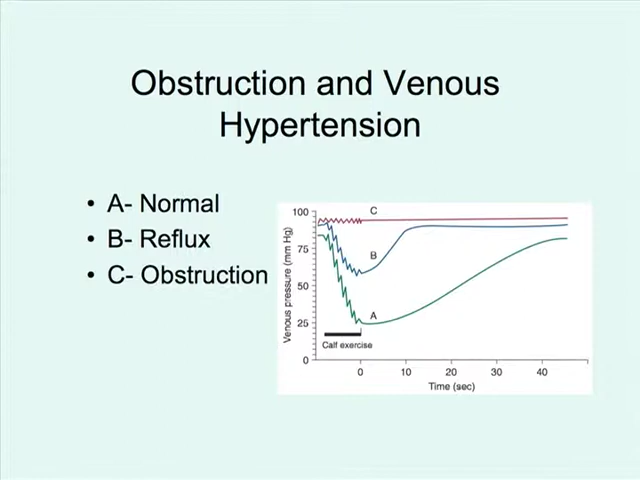 Obstruction and Venous
Hypertension
• A- Normal
• B- Reflux
• C- Obstruction
Venous pressure (mm Hg)
100
75
50
25
0
C
B
A
Calf exercise
0 10 20 30 40
Time (sec)